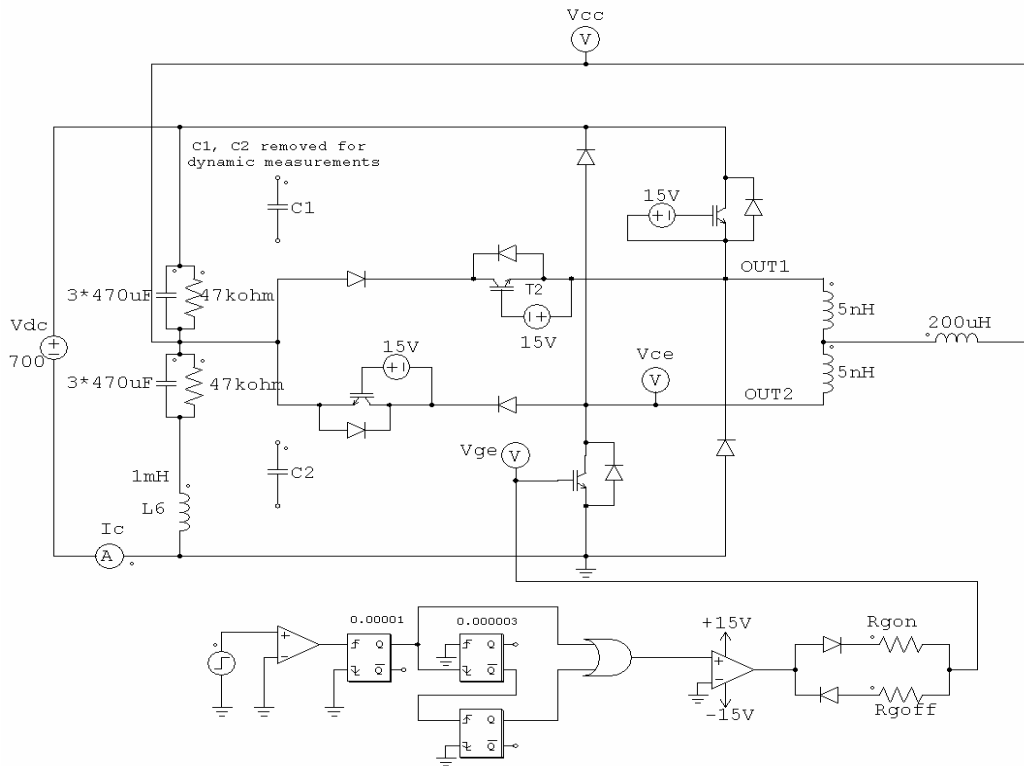 Vcc
V
C1, C2 removed for
dynamic measurements
C1
15V
T2
15V
OUT1
3*470uF
47kohm
5nH
200uH
Vdc
700
15V
Vce
V
3*470uF
47kohm
5nH
OUT2
Vge
V
C2
1mH
L6
Ic
A
0.00001
0.000003
+15V
Rgon
Q
Q
Q
Q
-15V
Rgoff
Q
Q